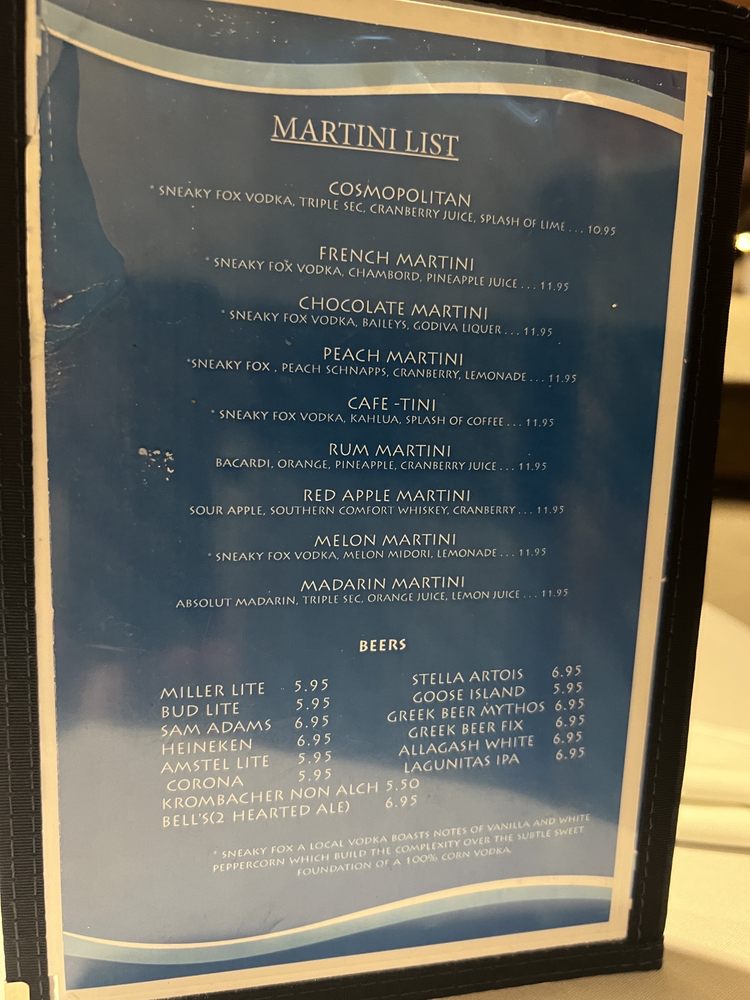 MARTINI LIST
COSMOPOLITAN
* SNEAKY FOX VODKA, TRIPLE SEC, CRANBERRY JUICE, SPLASH OF LIME . . . 10.95
FRENCH MARTINI
* SNEAKY FOX VODKA, CHAMBORD, PINEAPPLE JUICE . . . 11.95
CHOCOLATE MARTINI
* SNEAKY FOX VODKA, BAILEYS, GODIVA LIQUER . . . 11.95
PEACH MARTINI
*SNEAKY FOX , PEACH SCHNAPPS, CRANBERRY, LEMONADE . . . 11.95
CAFE -TINI
* SNEAKY FOX VODKA, KAHLUA, SPLASH OF COFFEE . . . 11.95
RUM MARTINI
BACARDI, ORANGE, PINEAPPLE, CRANBERRY JUICE . . . 11.95
RED APPLE MARTINI
SOUR APPLE, SOUTHERN COMFORT WHISKEY, CRANBERRY . . . 11.95
MELON MARTINI
* SNEAKY FOX VODKA, MELON MIDORI, LEMONADE . . . 11.95
MADARIN MARTINI
ABSOLUT MADARIN, TRIPLE SEC, ORANGE JUICE, LEMON JUICE . . . 11.95
BEERS
MILLER LITE 5.95
BUD LITE 5.95
SAM ADAMS 6.95
HEINEKEN 6.95
AMSTEL LITE 5.95
CORONA 5.95
KROMBACHER NON ALCH 5.50
BELL'S(2 HEARTED ALE) 6.95
STELLA ARTOIS 6.95
GOOSE ISLAND 5.95
GREEK BEER MYTHOS 6.95
GREEK BEER FIX 6.95
ALLAGASH WHITE 6.95
LAGUNITAS IPA 6.95
* SNEAKY FOX A LOCAL VODKA BOASTS NOTES OF VANILLA AND WHITE
PEPPERCORN WHICH BUILD THE COMPLEXITY OVER THE SUBTLE SWEET
FOUNDATION OF A 100% CORN VODKA